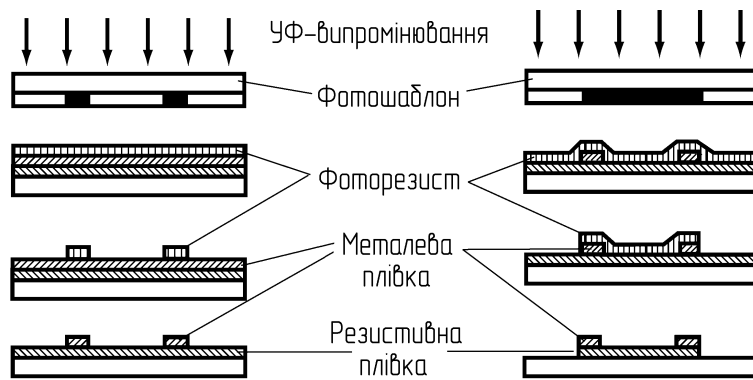 УФ-випромінювання
Фотошаблон
Фоторезист
Металева
плівка
Резистивна
плівка